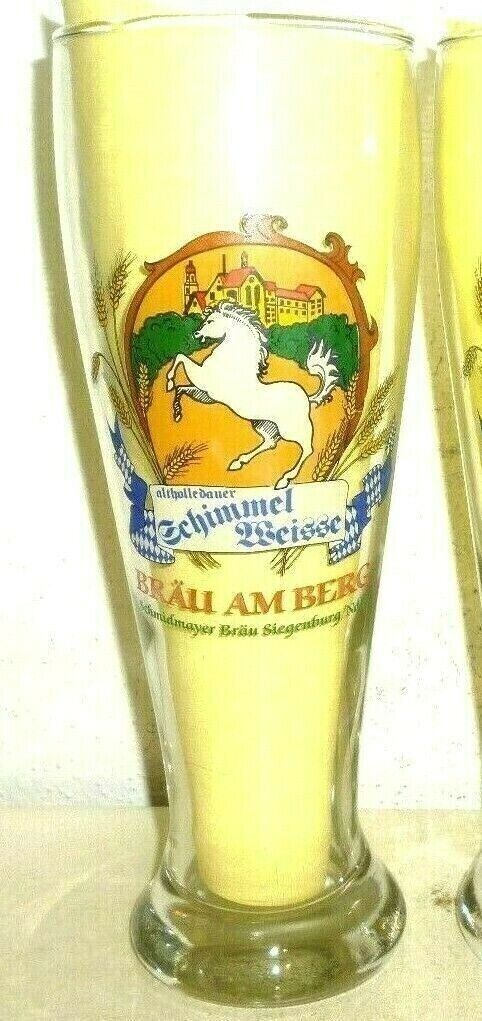 altholledauer
Schimmel
Weisse
BRÄU AM BERG
Schmidmayer Bräu Siegenburg